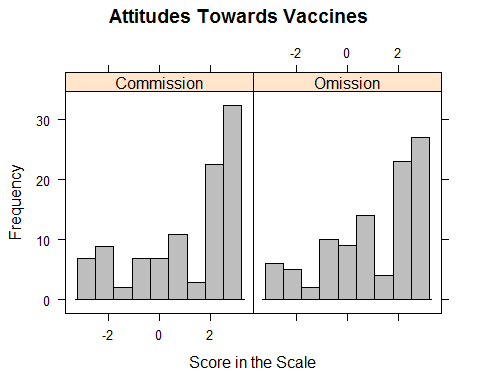 Attitudes Towards Vaccines
-2 0 2
Commission Omission
30
20
10
0
Frequency
-2 0 2
Score in the Scale